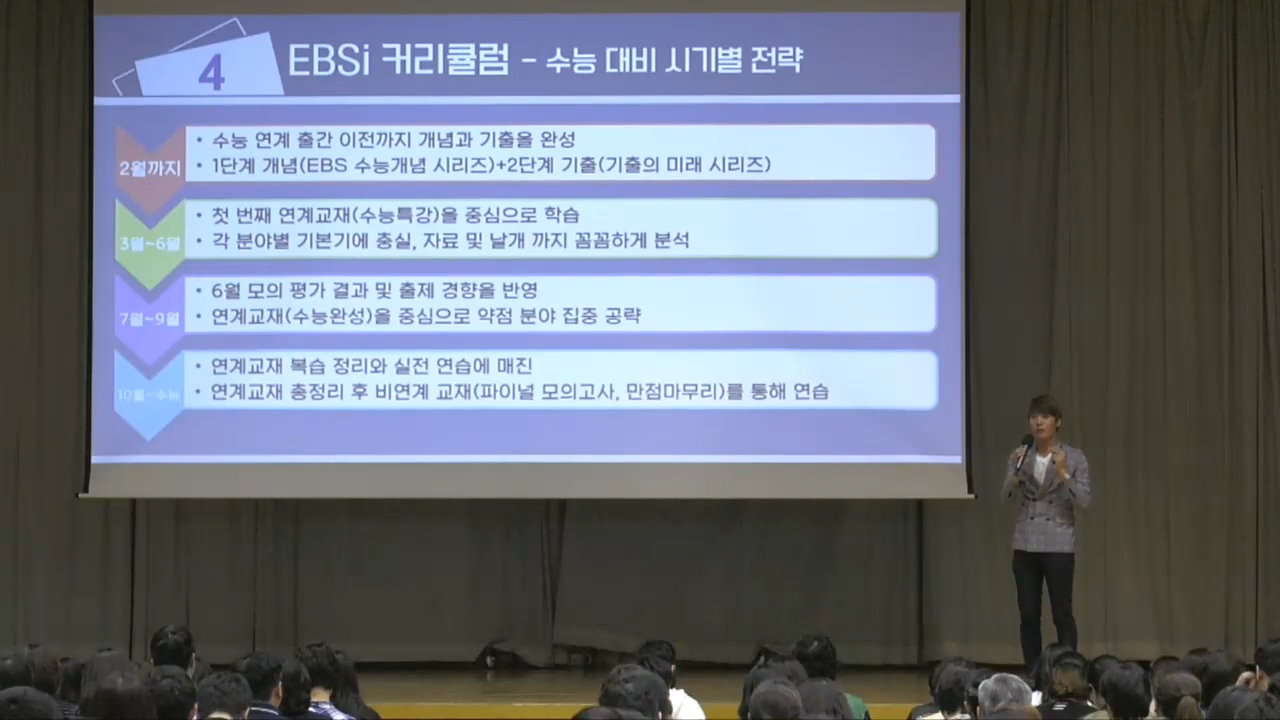 4
EBSi 커리큘럼 - 수능 대비 시기별 전략
2월까지
• 수능 연계 출간 이전까지 개념과 기출을 완성
• 1단계 개념(EBS 수능개념 시리즈)+2단계 기출(기출의 미래 시리즈)
3월~6월
• 첫 번째 연계교재(수능특강)을 중심으로 학습
• 각 분야별 기본기에 충실, 자료 및 낱개 까지 꼼꼼하게 분석
7월~9월
• 6월 모의 평가 결과 및 출제 경향을 반영
• 연계교재(수능완성)을 중심으로 약점 분야 집중 공략
10월~수능
• 연계교재 복습 정리와 실전 연습에 매진
• 연계교재 총정리 후 비연계 교재(파이널 모의고사, 만점마무리)를 통해 연습